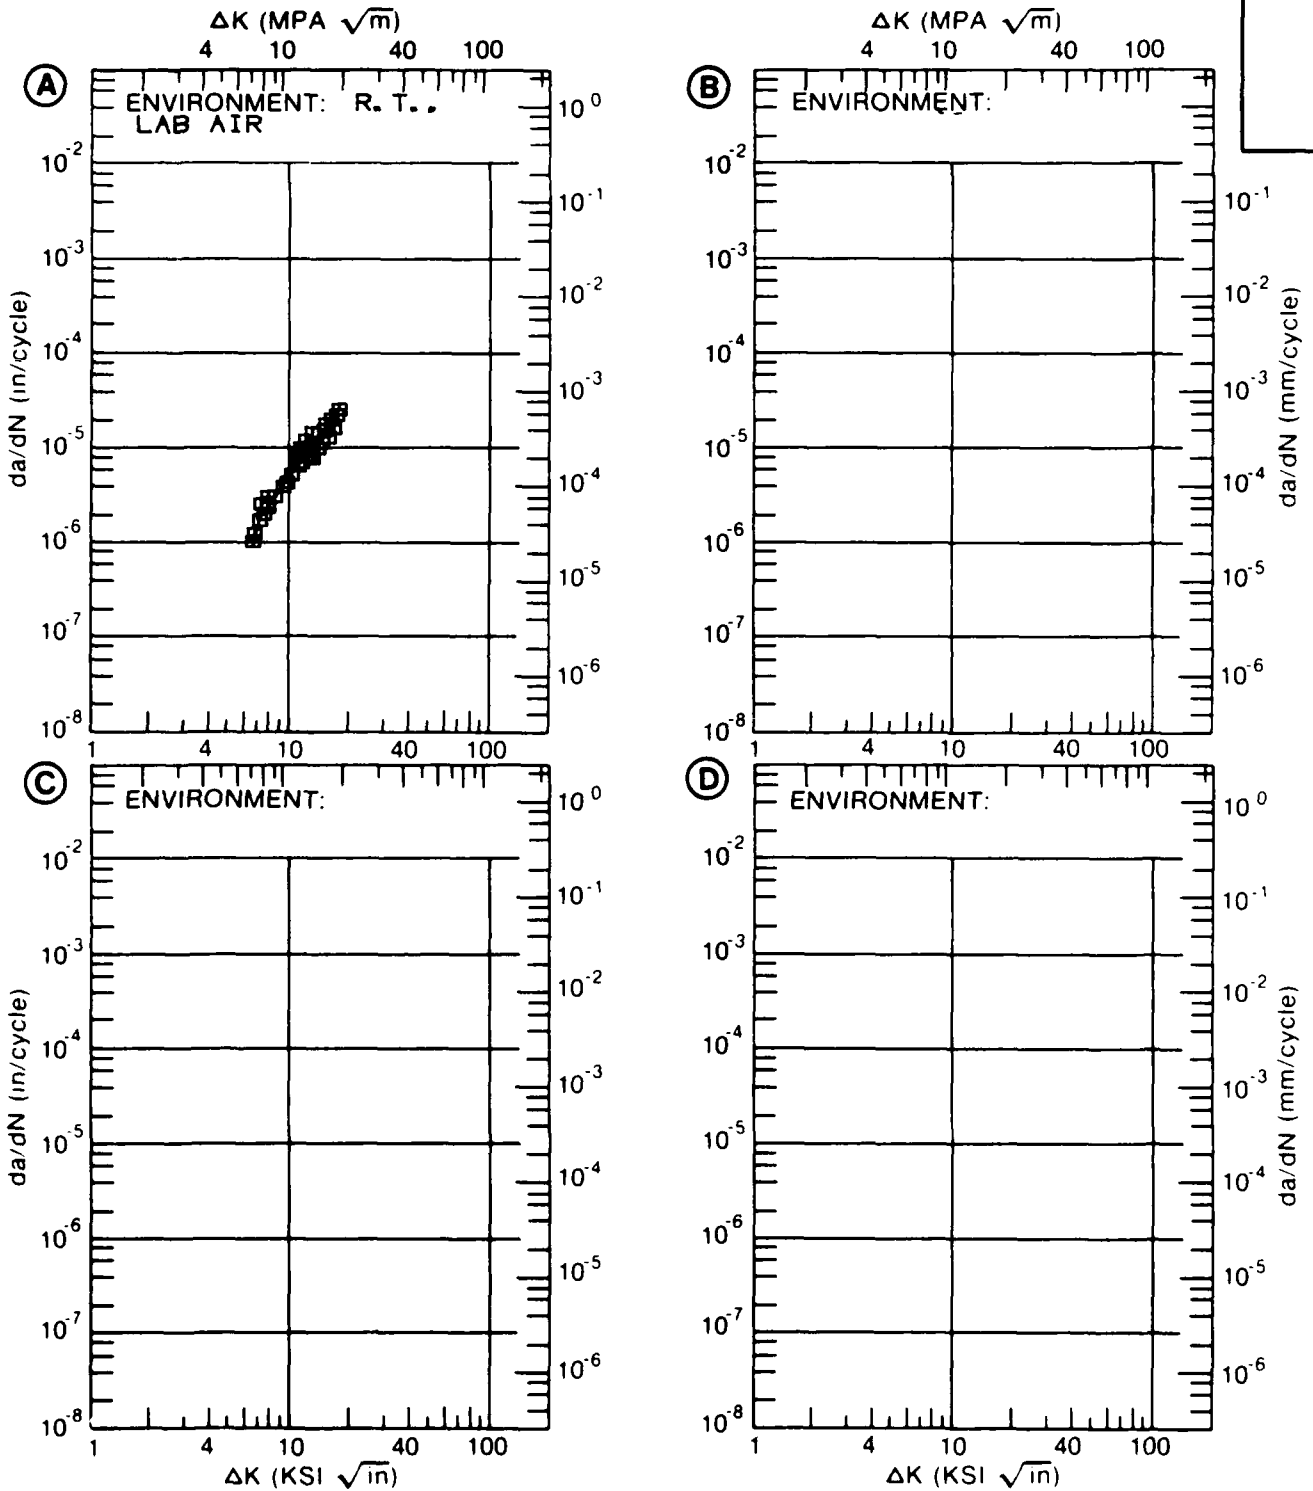 ΔK (MPA √m) ΔK (MPA √m)
4 10 40 100 4 10 40 100
A B
ENVIRONMENT: R. T.. ENVIRONMENT:
LAB AIR
10^0
10^-2 10^-2
10^-1 10^-1
10^-3 10^-3
10^-2 10^-2
10^-4 10^-4
10^-3 10^-3
10^-5 10^-5
10^-4 10^-4
10^-6 10^-6
10^-5 10^-5
10^-7 10^-7
10^-6 10^-6
10^-8 10^-8
da/dN (in/cycle) da/dN (mm/cycle)
1 4 10 40 100 1 4 10 40 100
C D
ENVIRONMENT: ENVIRONMENT:
10^0 10^0
10^-2 10^-2
10^-1 10^-1
10^-3 10^-3
10^-2 10^-2
10^-4 10^-4
10^-3 10^-3
10^-5 10^-5
10^-4 10^-4
10^-6 10^-6
10^-5 10^-5
10^-7 10^-7
10^-6 10^-6
10^-8 10^-8
da/dN (in/cycle) da/dN (mm/cycle)
1 4 10 40 100 1 4 10 40 100
ΔK (KSI √in) ΔK (KSI √in)